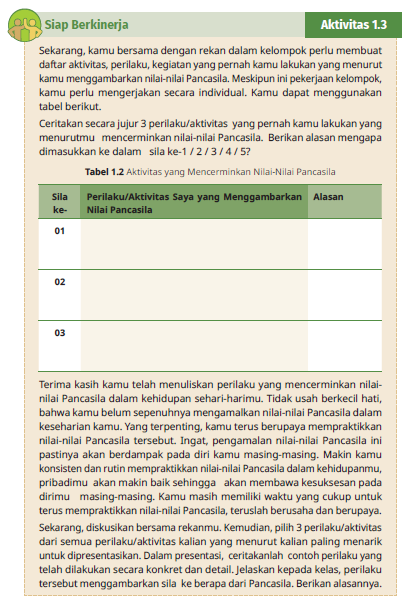 Siap Berkinerja
Aktivitas 1.3
Sekarang, kamu bersama dengan rekan dalam kelompok perlu membuat
daftar aktivitas, perilaku, kegiatan yang pernah kamu lakukan yang menurut
kamu menggambarkan nilai-nilai Pancasila. Meskipun ini pekerjaan kelompok,
kamu perlu mengerjakan secara individual. Kamu dapat menggunakan
tabel berikut.
Ceritakan secara jujur 3 perilaku/aktivitas yang pernah kamu lakukan yang
menurutmu mencerminkan nilai-nilai Pancasila. Berikan alasan mengapa
dimasukkan ke dalam sila ke-1 / 2 / 3 / 4 / 5?
Tabel 1.2 Aktivitas yang Mencerminkan Nilai-Nilai Pancasila
Sila Perilaku/Aktivitas Saya yang Menggambarkan Alasan
ke- Nilai Pancasila
01
02
03
Terima kasih kamu telah menuliskan perilaku yang mencerminkan nilai-
nilai Pancasila dalam kehidupan sehari-harimu. Tidak usah berkecil hati,
bahwa kamu belum sepenuhnya mengamalkan nilai-nilai Pancasila dalam
keseharian kamu. Yang terpenting, kamu terus berupaya mempraktikkan
nilai-nilai Pancasila tersebut. Ingat, pengamalan nilai-nilai Pancasila ini
pastinya akan berdampak pada diri kamu masing-masing. Makin kamu
konsisten dan rutin mempraktikkan nilai-nilai Pancasila dalam kehidupanmu,
pribadimu akan makin baik sehingga akan membawa kesuksesan pada
dirimu masing-masing. Kamu masih memiliki waktu yang cukup untuk
terus mempraktikkan nilai-nilai Pancasila, teruslah berusaha dan berupaya.
Sekarang, diskusikan bersama rekanmu. Kemudian, pilih 3 perilaku/aktivitas
dari semua perilaku/aktivitas kalian yang menurut kalian paling menarik
untuk dipresentasikan. Dalam presentasi, ceritakanlah contoh perilaku yang
telah dilakukan secara konkret dan detail. Jelaskan kepada kelas, perilaku
tersebut menggambarkan sila ke berapa dari Pancasila. Berikan alasannya.